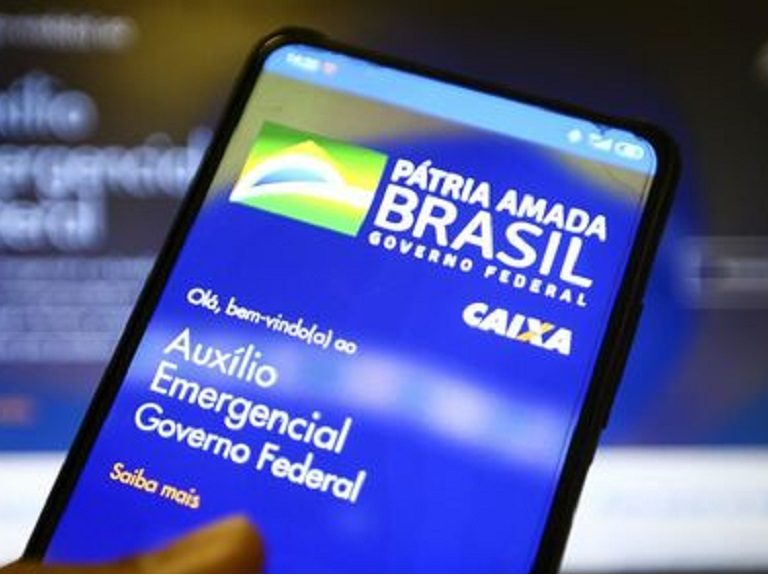 PÁTRIA AMADA
BRASIL
GOVERNO FEDERAL
CAIXA
Olá, bem-vindo(a) ao
Auxílio
Emergencial
Governo Federal
Saiba mais